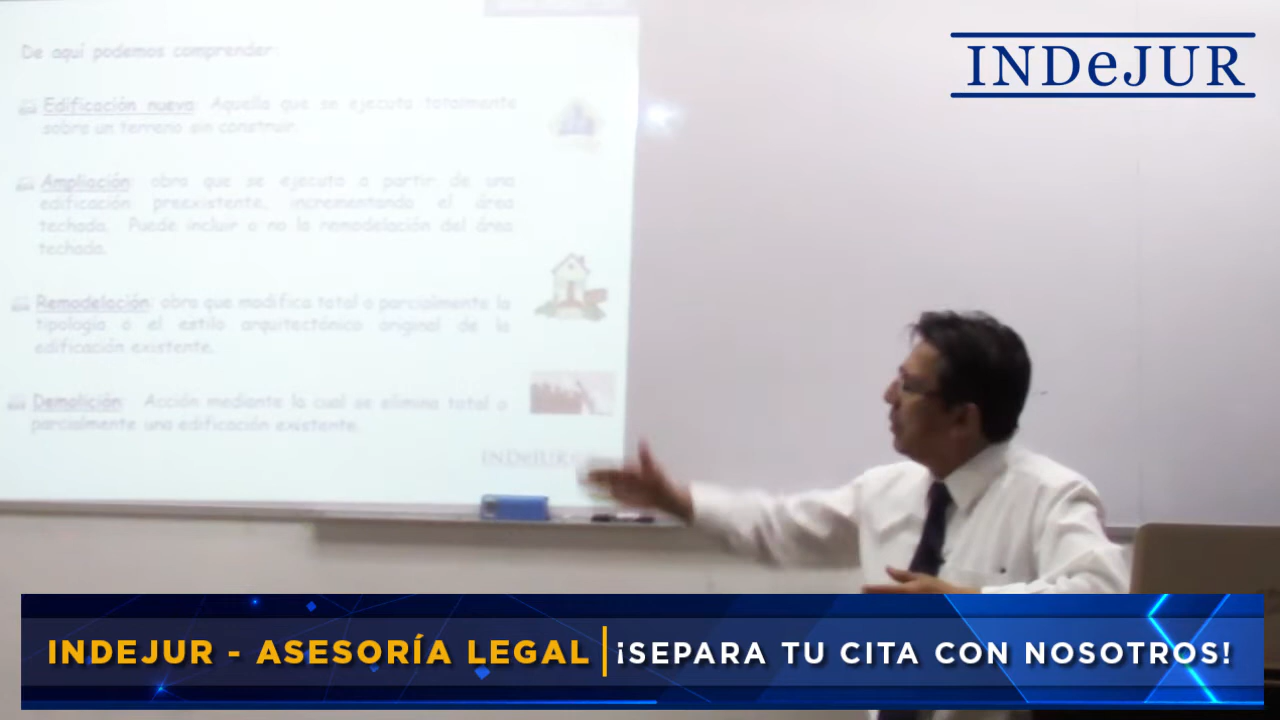 INDeJUR
De aquí podemos comprender:
Edificación nueva: Aquella que se ejecuta totalmente
sobre un terreno sin construir.
Ampliación: obra que se ejecuta a partir de una
edificación preexistente, incrementando el área
techada. Puede incluir o no la remodelación del área
techada.
Remodelación: obra que modifica total o parcialmente la
tipología o el estilo arquitectónico original de la
edificación existente.
Demolición: Acción mediante la cual se elimina total o
parcialmente una edificación existente.
INDeJUR
INDEJUR - ASESORÍA LEGAL | ¡SEPARA TU CITA CON NOSOTROS!